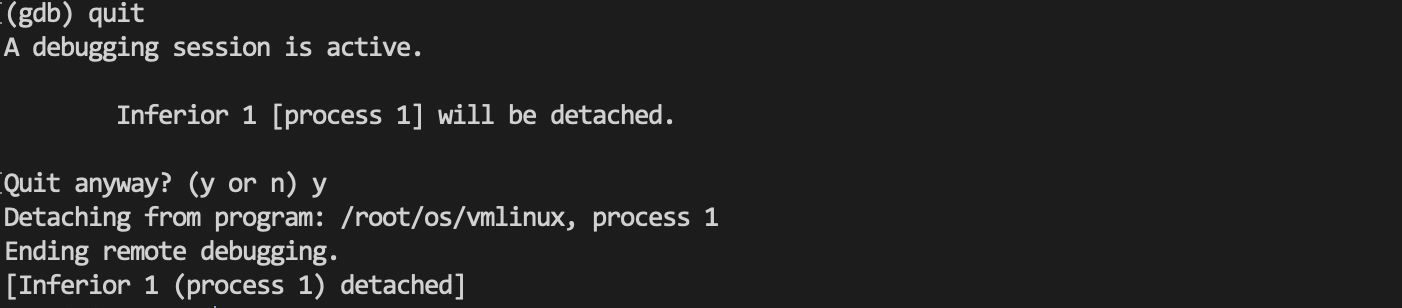 (gdb) quit
A debugging session is active.
Inferior 1 [process 1] will be detached.
Quit anyway? (y or n) y
Detaching from program: /root/os/vmlinux, process 1
Ending remote debugging.
[Inferior 1 (process 1) detached]